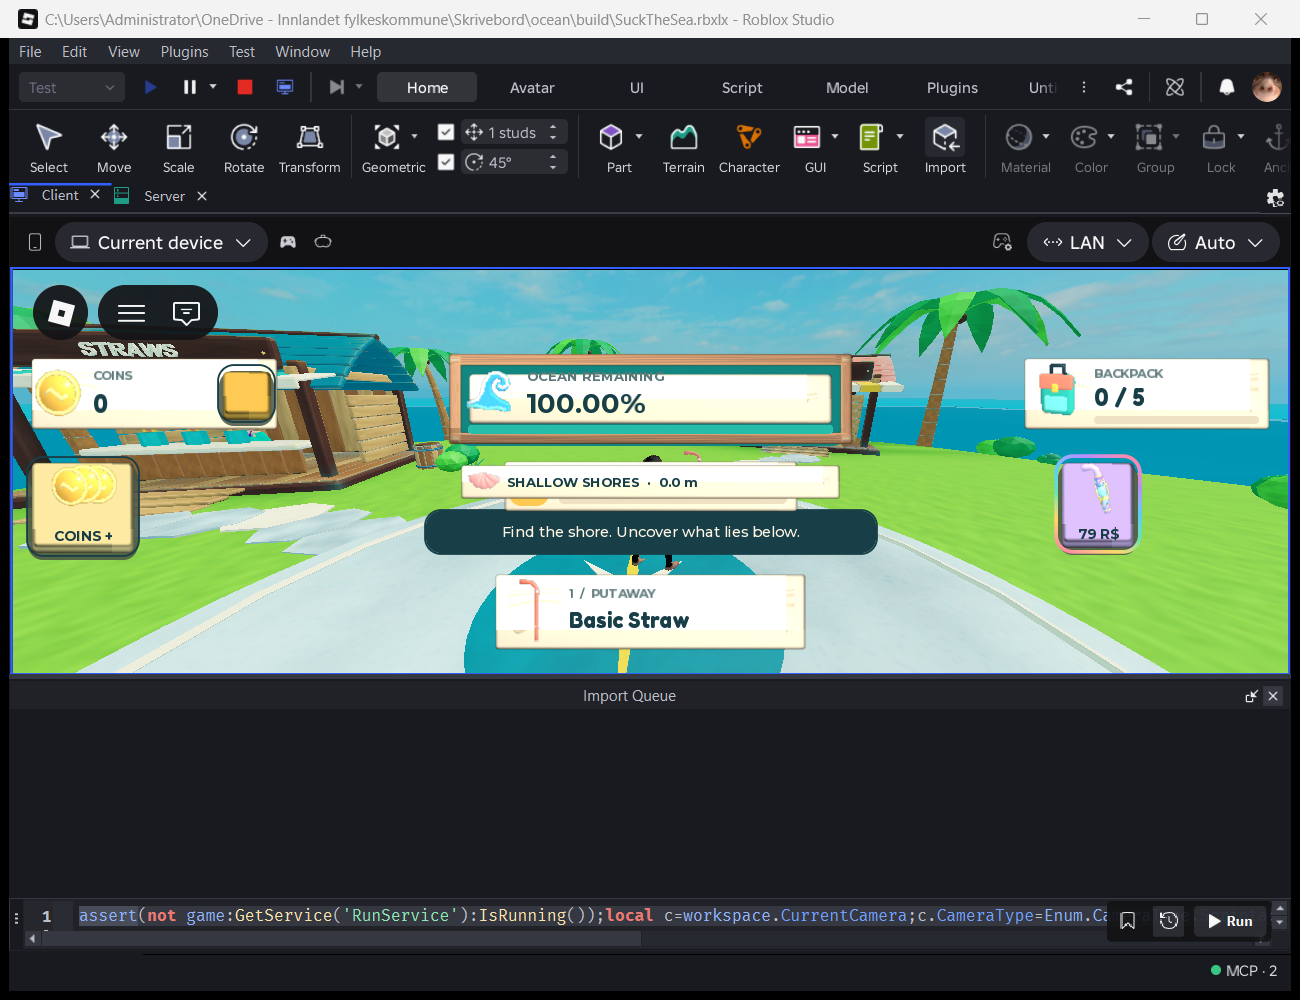 C:\Users\Administrator\OneDrive - Innlandet fylkeskommune\Skrivebord\ocean\build\SuckTheSea.rbxlx - Roblox Studio
File Edit View Plugins Test Window Help
Test Home Avatar UI Script Model Plugins Unti
1 studs
45°
Select Move Scale Rotate Transform Geometric Part Terrain Character GUI Script Import Material Color Group Lock Anc
Client Server
Current device LAN Auto
STRAWS
COINS
0
OCEAN REMAINING
100.00%
BACKPACK
0 / 5
SHALLOW SHORES · 0.0 m
COINS +
Find the shore. Uncover what lies below.
79 R$
1 / PUT AWAY
Basic Straw
Import Queue
1 assert(not game:GetService('RunService'):IsRunning());local c=workspace.CurrentCamera;c.CameraType=Enum.Ca
Run
MCP · 2